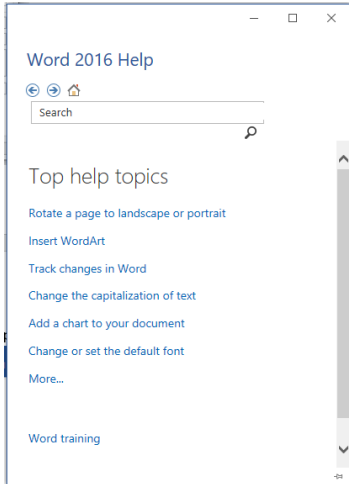 Word 2016 Help
Search
Top help topics
Rotate a page to landscape or portrait
Insert WordArt
Track changes in Word
Change the capitalization of text
Add a chart to your document
Change or set the default font
More...
Word training